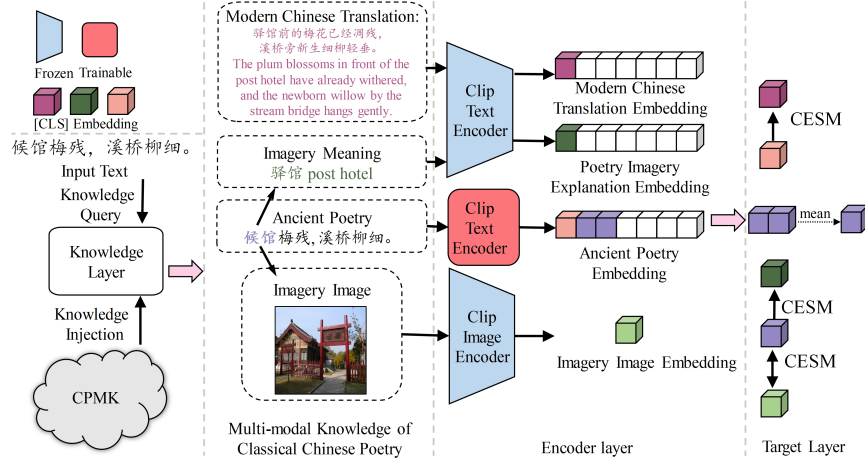 Frozen
Trainable
[CLS] Embedding
候馆梅残，溪桥柳细。
Input Text
Knowledge
Query
Knowledge
Layer
Knowledge
Injection
CPMK
Modern Chinese Translation:
驿馆前的梅花已经凋残，
溪桥旁新生细柳轻垂。
The plum blossoms in front of the
post hotel have already withered,
and the newborn willow by the
stream bridge hangs gently.
Imagery Meaning
驿馆 post hotel
Ancient Poetry
候馆梅残，溪桥柳细。
Imagery Image
Multi-modal Knowledge of
Classical Chinese Poetry
Clip
Text
Encoder
Clip
Text
Encoder
Clip
Image
Encoder
Modern Chinese
Translation Embedding
Poetry Imagery
Explanation Embedding
Ancient Poetry
Embedding
Imagery Image Embedding
Encoder layer
CESM
mean
CESM
CESM
Target Layer